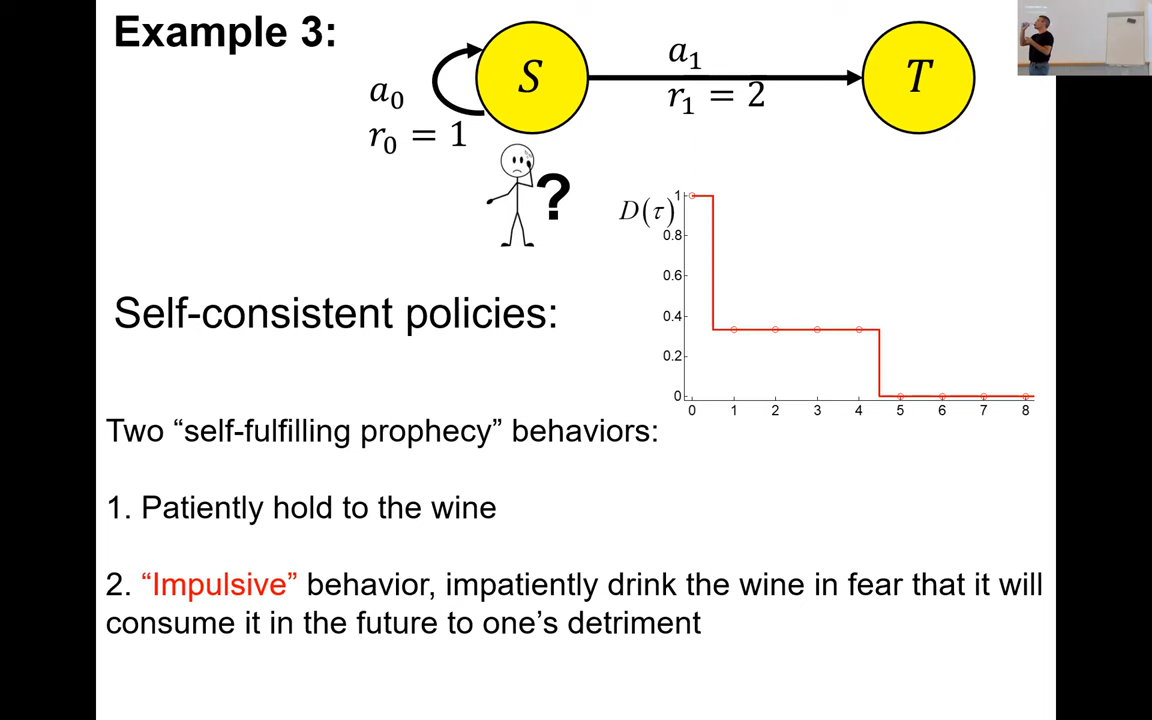 Example 3:
S
a₁
T
a₀
r₁ = 2
r₀ = 1
?
D(τ)
1
0.8
0.6
0.4
0.2
0
0 1 2 3 4 5 6 7 8
Self-consistent policies:
Two “self-fulfilling prophecy” behaviors:
1. Patiently hold to the wine
2. “Impulsive” behavior, impatiently drink the wine in fear that it will
consume it in the future to one’s detriment